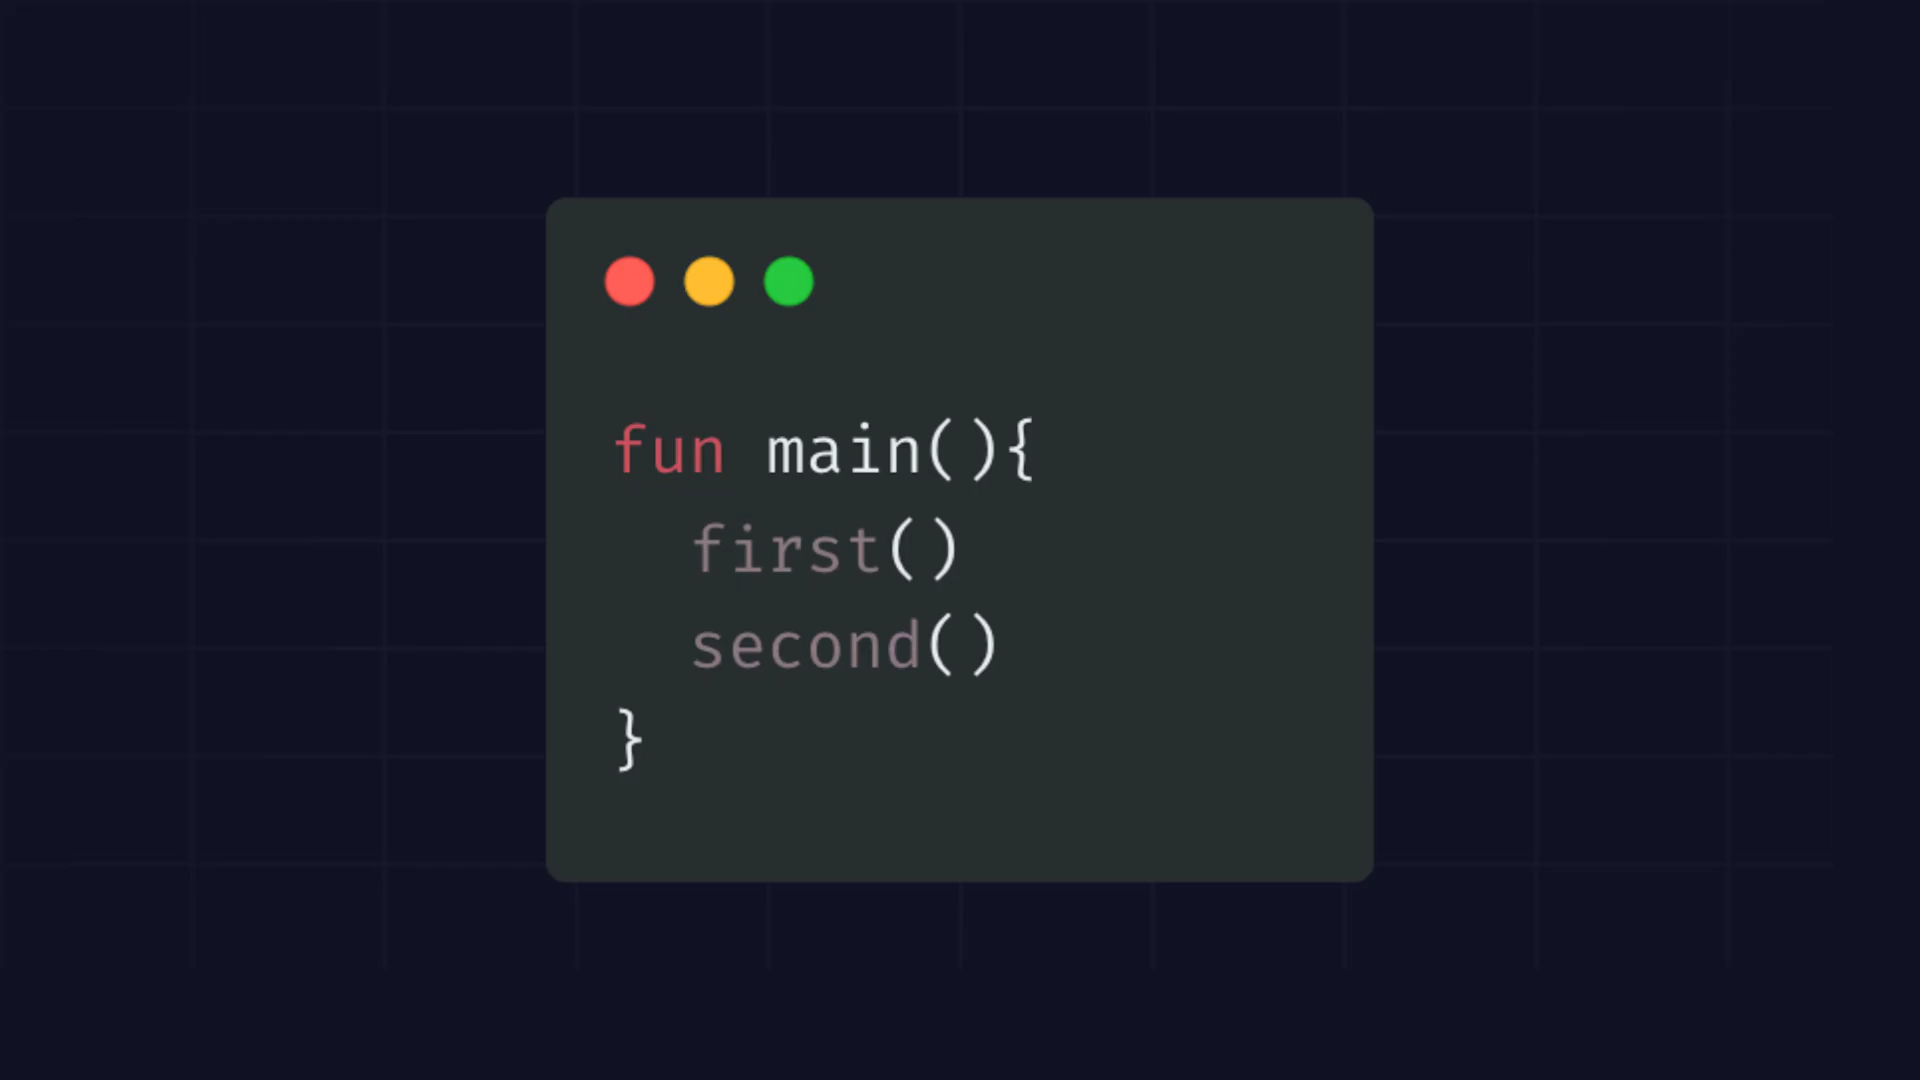 fun main(){
  first()
  second()
}